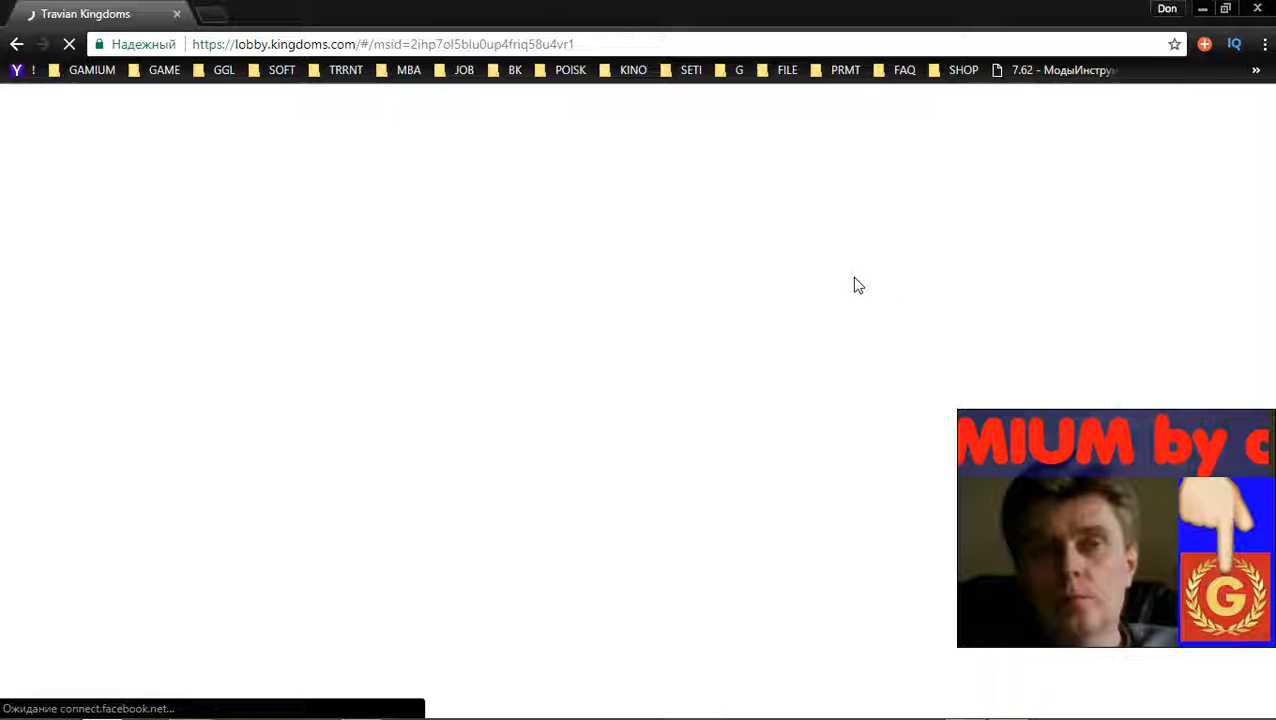 Travian Kingdoms
Don
Надежный https://lobby.kingdoms.com/#/msid=2ihp7ol5blu0up4friq58u4vr1
IQ
Y ! GAMIUM GAME GGL SOFT TRRNT MBA JOB BK POISK KINO SETI G FILE PRMT FAQ SHOP 7.62 - МодыИнструм »
MIUM by
G
Ожидание connect.facebook.net...